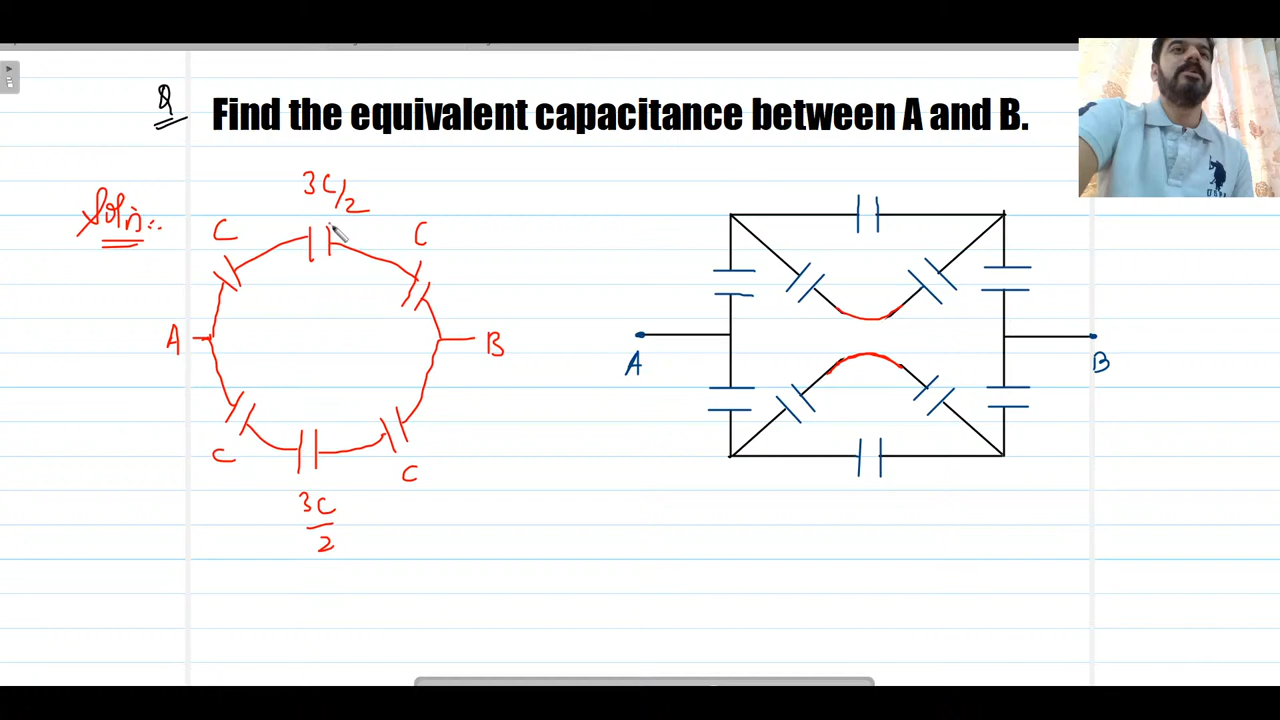 Q
Find the equivalent capacitance between A and B.
Soln:-
3C/2
C
C
A
B
A
B
C
C
3C
2